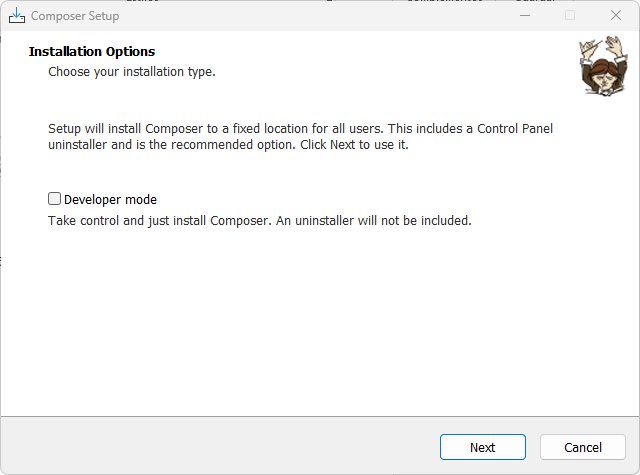 Composer Setup
Installation Options
Choose your installation type.
Setup will install Composer to a fixed location for all users. This includes a Control Panel
uninstaller and is the recommended option. Click Next to use it.
Developer mode
Take control and just install Composer. An uninstaller will not be included.
Next
Cancel